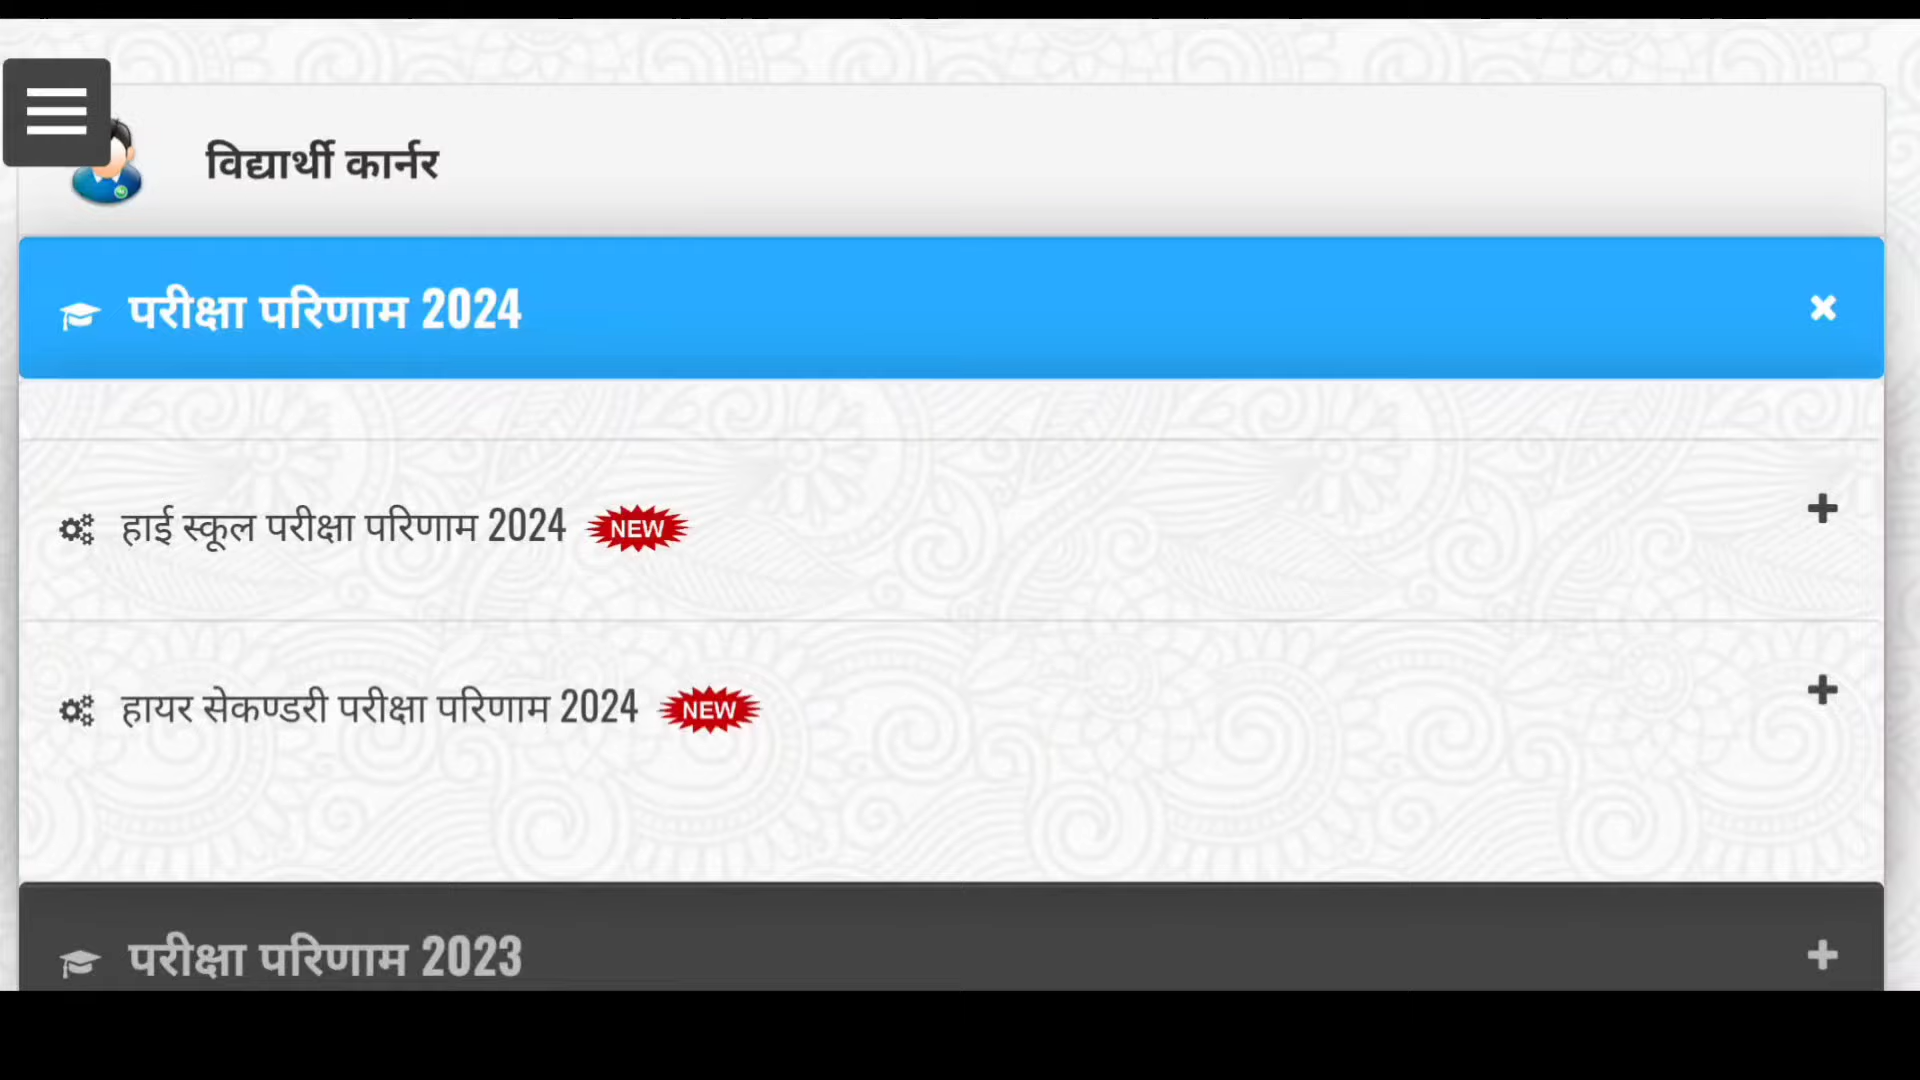 विद्यार्थी कार्नर
परीक्षा परिणाम 2024
हाई स्कूल परीक्षा परिणाम 2024 NEW
हायर सेकण्डरी परीक्षा परिणाम 2024 NEW
परीक्षा परिणाम 2023